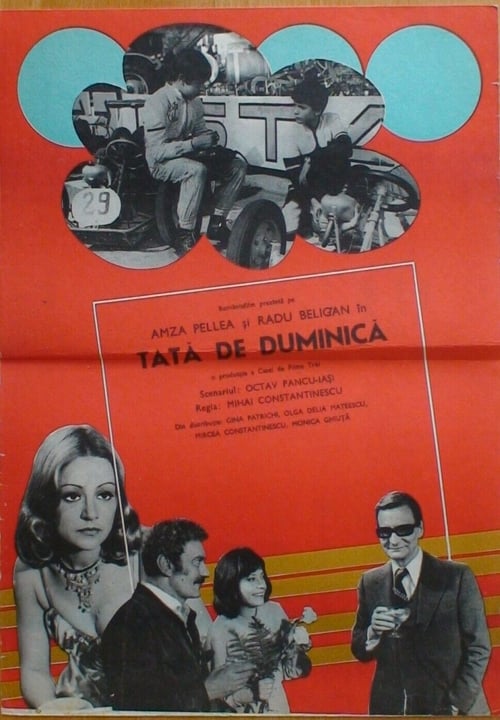 STV
29
Româniafilm prezintă pe
AMZA PELLEA și RADU BELIGAN în
TATĂ DE DUMINICĂ
o producție a Casei de Filme Trei
Scenariul: OCTAV PANCU-IAȘI
Regia: MIHAI CONSTANTINESCU
Din distribuție: GINA PATRICHI, OLGA DELIA MATEESCU,
MIRCEA CONSTANTINESCU, MONICA GHIUȚĂ